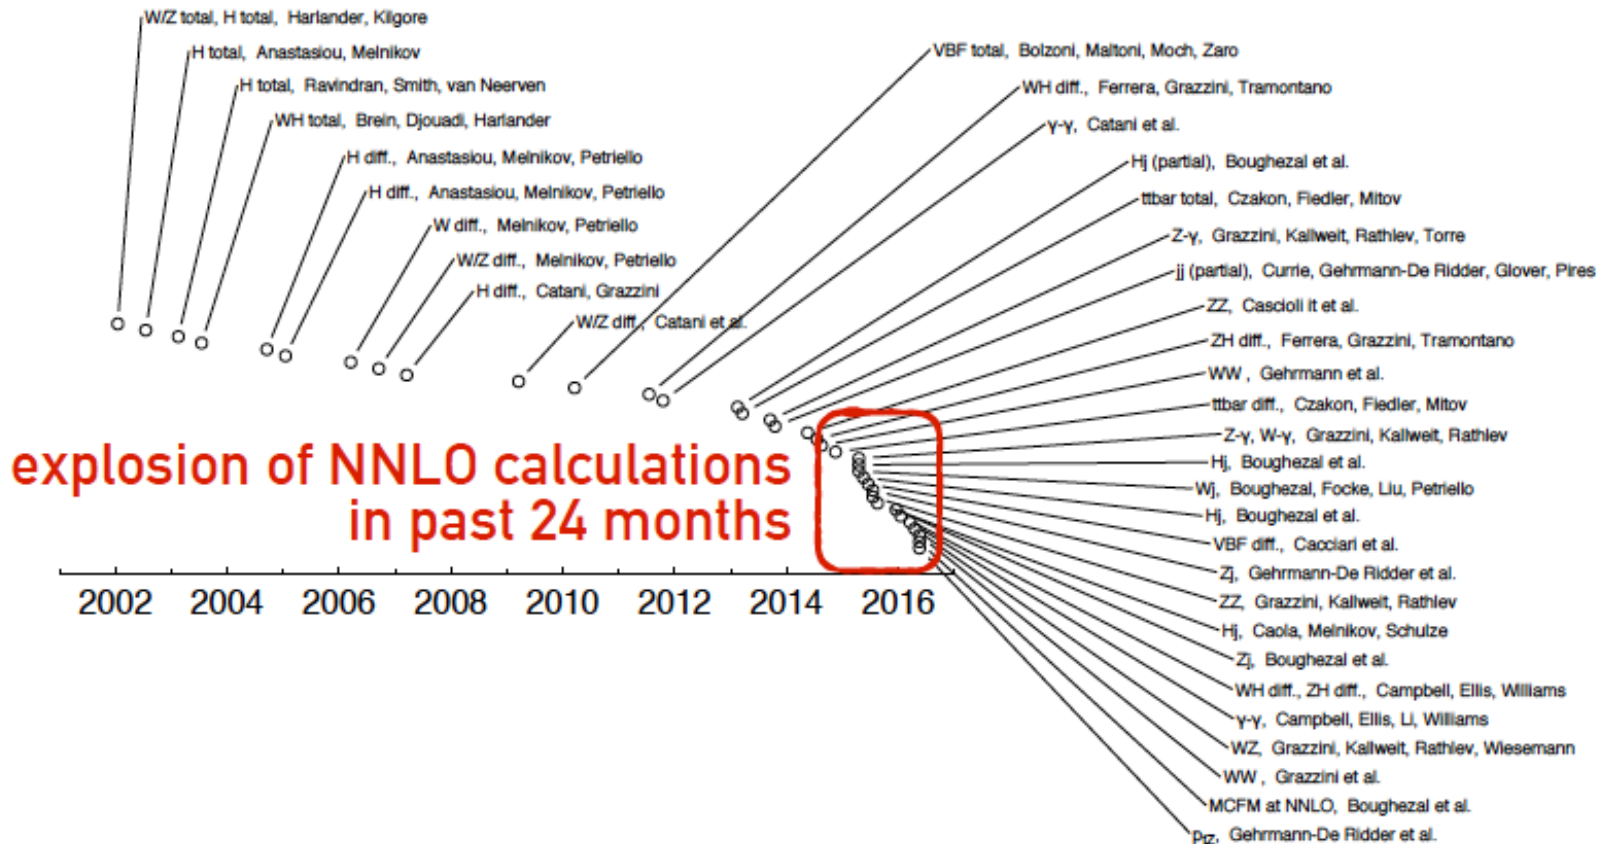 W/Z total, H total, Harlander, Kilgore
H total, Anastasiou, Melnikov
H total, Ravindran, Smith, van Neerven
WH total, Brein, Djouadi, Harlander
H diff., Anastasiou, Melnikov, Petriello
H diff., Anastasiou, Melnikov, Petriello
W diff., Melnikov, Petriello
W/Z diff., Melnikov, Petriello
H diff., Catani, Grazzini
W/Z diff., Catani et al.
VBF total, Bolzoni, Maltoni, Moch, Zaro
WH diff., Ferrera, Grazzini, Tramontano
γ-γ, Catani et al.
Hj (partial), Boughezal et al.
ttbar total, Czakon, Fiedler, Mitov
Z-γ, Grazzini, Kallweit, Rathlev, Torre
jj (partial), Currie, Gehrmann-De Ridder, Glover, Pires
ZZ, Cascioli it et al.
ZH diff., Ferrera, Grazzini, Tramontano
WW , Gehrmann et al.
ttbar diff., Czakon, Fiedler, Mitov
Z-γ, W-γ, Grazzini, Kallweit, Rathlev
Hj, Boughezal et al.
Wj, Boughezal, Focke, Liu, Petriello
Hj, Boughezal et al.
VBF diff., Cacciari et al.
Zj, Gehrmann-De Ridder et al.
ZZ, Grazzini, Kallweit, Rathlev
Hj, Caola, Melnikov, Schulze
Zj, Boughezal et al.
WH diff., ZH diff., Campbell, Ellis, Williams
γ-γ, Campbell, Ellis, Li, Williams
WZ, Grazzini, Kallweit, Rathlev, Wiesemann
WW , Grazzini et al.
MCFM at NNLO, Boughezal et al.
ptz, Gehrmann-De Ridder et al.
explosion of NNLO calculations
in past 24 months
2002 2004 2006 2008 2010 2012 2014 2016